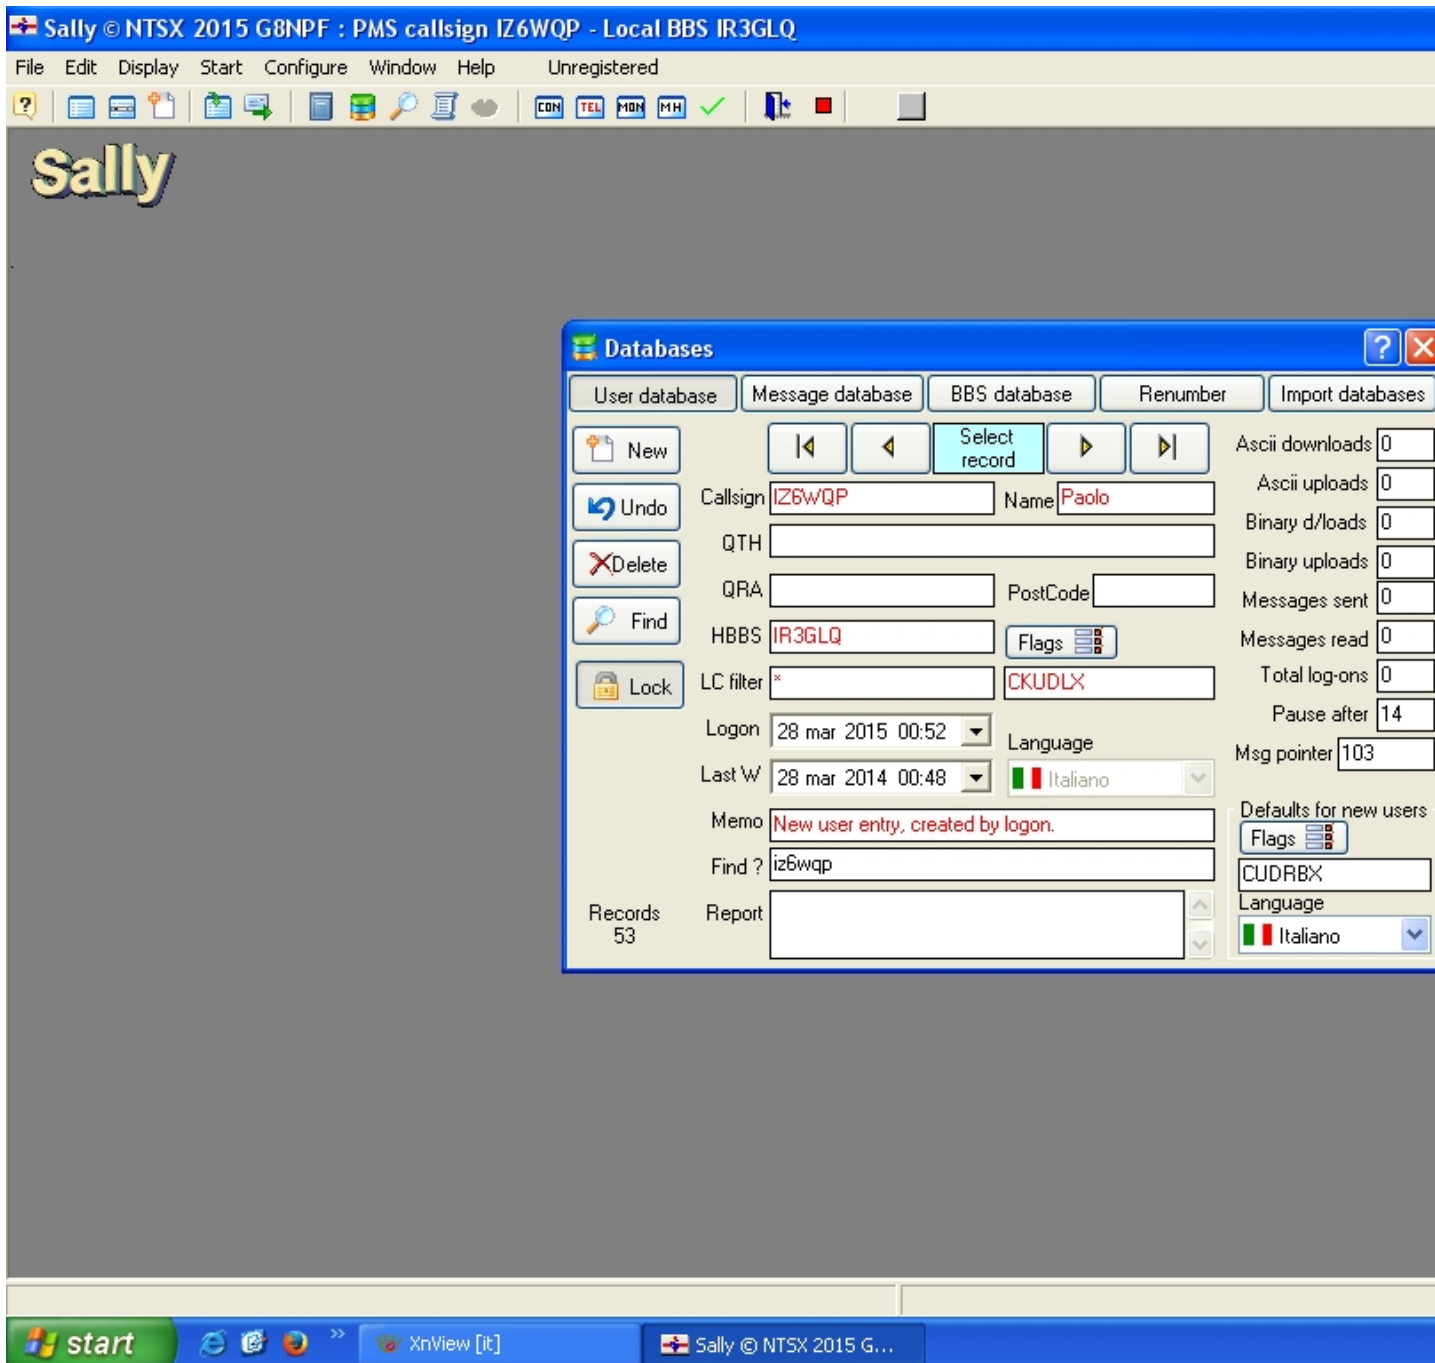 Sally © NTSX 2015 G8NPF : PMS callsign IZ6WQP - Local BBS IR3GLQ
File Edit Display Start Configure Window Help Unregistered
? CON TEL MON MH
Sally
Databases ?
User database Message database BBS database Renumber Import databases
New Select record Ascii downloads 0
Undo Callsign IZ6WQP Name Paolo Ascii uploads 0
QTH Binary d/loads 0
Delete Binary uploads 0
QRA PostCode Messages sent 0
Find HBBS IR3GLQ Flags Messages read 0
Lock LC filter * CKUDLX Total log-ons 0
Logon 28 mar 2015 00:52 Language Pause after 14
Last W 28 mar 2014 00:48 Italiano Msg pointer 103
Memo New user entry, created by logon. Defaults for new users
Flags
Find ? iz6wqp CUDRBX
Records 53 Report Language
Italiano
start XnView [it] Sally © NTSX 2015 G...